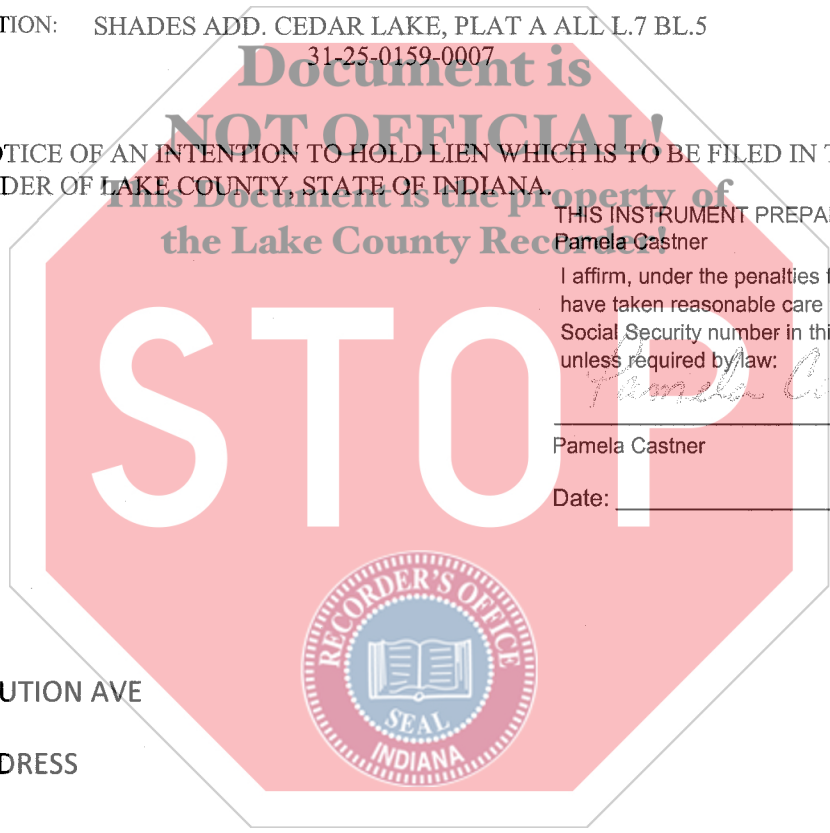 TION: SHADES ADD. CEDAR LAKE, PLAT A ALL L.7 BL.5
31-25-0159-0007
Document is
NOT OFFICIAL!
OTICE OF AN INTENTION TO HOLD LIEN WHICH IS TO BE FILED IN T
DER OF LAKE COUNTY, STATE OF INDIANA.
This Document is the property of
the Lake County Recorder!
THIS INSTRUMENT PREPA
Pamela Castner
I affirm, under the penalties f
have taken reasonable care
Social Security number in thi
unless required by law:
Pamela C
Pamela Castner
Date:
STOP
RECORDER'S OFFICE
SEAL
INDIANA
UTION AVE
DRESS